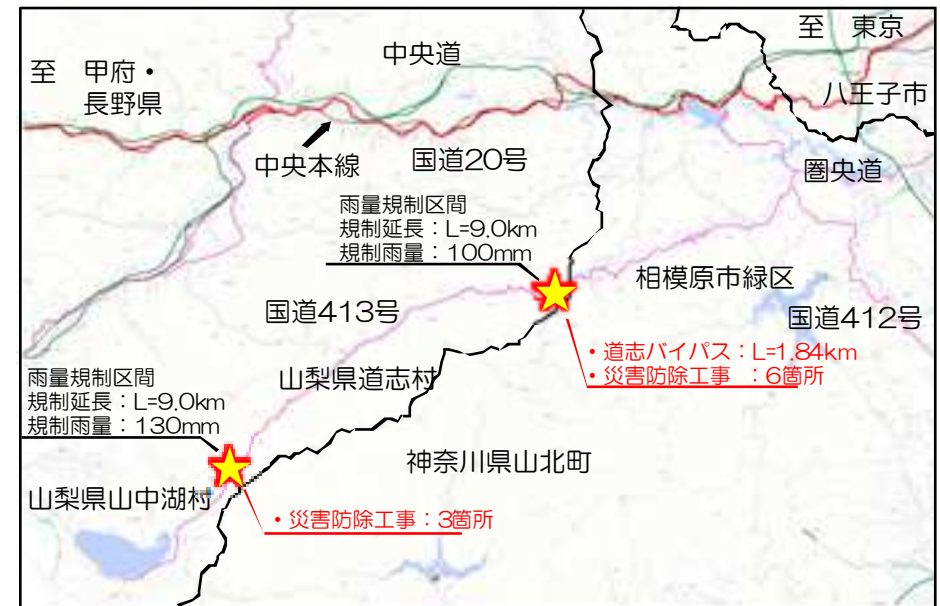 至 東京
中央道
至 甲府・
長野県
八王子市
中央本線
国道20号
圏央道
雨量規制区間
規制延長：L=9.0km
規制雨量：100mm
相模原市緑区
国道413号
国道412号
・道志バイパス：L=1.84km
・災害防除工事 ：6箇所
雨量規制区間
規制延長：L=9.0km
規制雨量：130mm
山梨県道志村
神奈川県山北町
山梨県山中湖村
・災害防除工事：3箇所